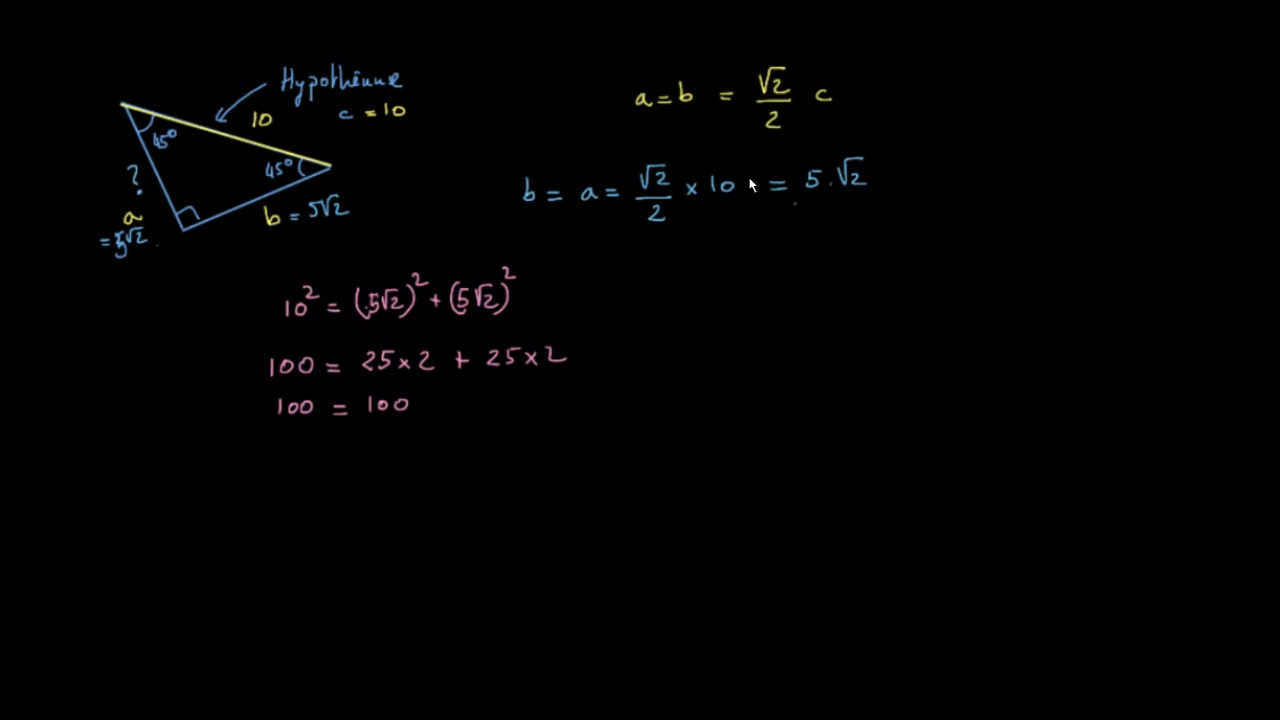 Hypothénuse
c = 10
10
45°
45°
?
a
= 5√2
b = 5√2
a = b = √2/2 c
b = a = √2/2 × 10 = 5.√2
10² = (5√2)² + (5√2)²
100 = 25×2 + 25×2
100 = 100